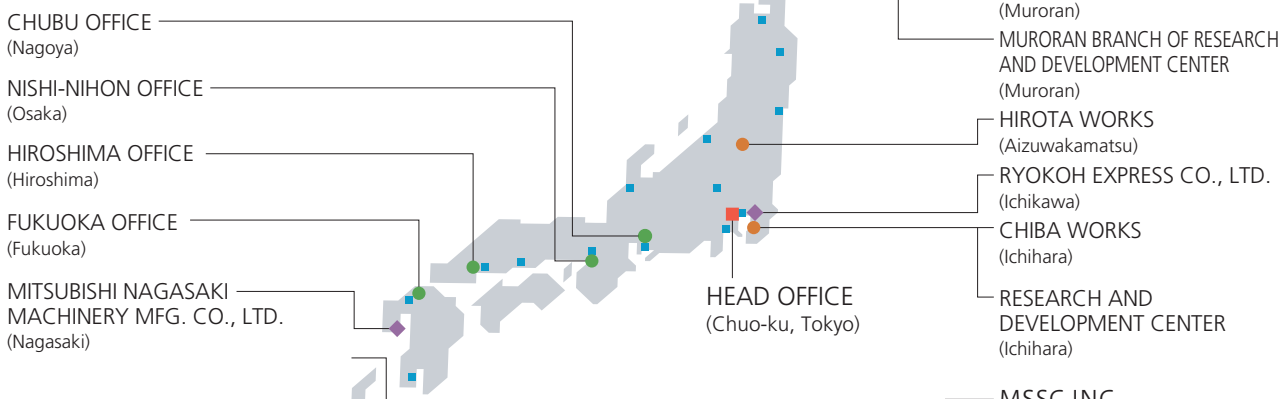 CHUBU OFFICE
(Nagoya)
NISHI-NIHON OFFICE
(Osaka)
HIROSHIMA OFFICE
(Hiroshima)
FUKUOKA OFFICE
(Fukuoka)
MITSUBISHI NAGASAKI
MACHINERY MFG. CO., LTD.
(Nagasaki)
HEAD OFFICE
(Chuo-ku, Tokyo)
(Muroran)
MURORAN BRANCH OF RESEARCH
AND DEVELOPMENT CENTER
(Muroran)
HIROTA WORKS
(Aizuwakamatsu)
RYOKOH EXPRESS CO., LTD.
(Ichikawa)
CHIBA WORKS
(Ichihara)
RESEARCH AND
DEVELOPMENT CENTER
(Ichihara)
MSSC INC